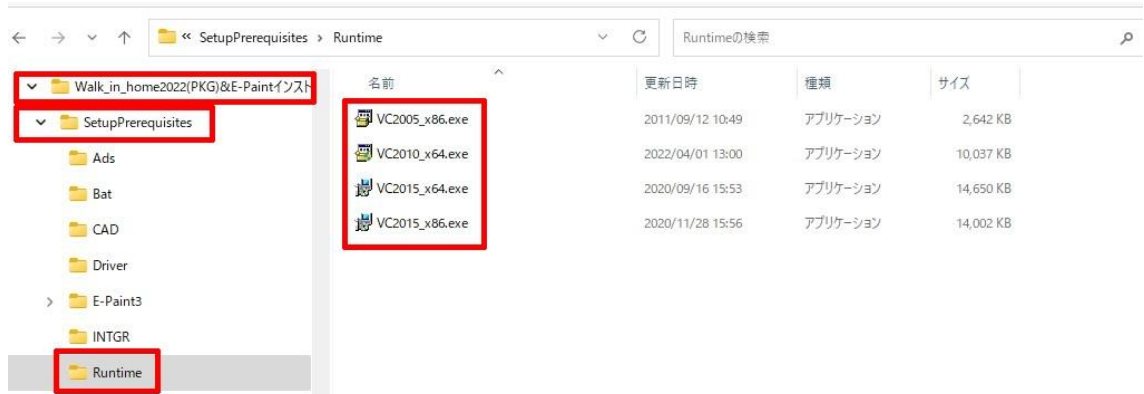 « SetupPrerequisites › Runtime
Runtimeの検索
Walk_in_home2022(PKG)&E-Paintインスト
SetupPrerequisites
Ads
Bat
CAD
Driver
E-Paint3
INTGR
Runtime
名前 更新日時 種類 サイズ
VC2005_x86.exe 2011/09/12 10:49 アプリケーション 2,642 KB
VC2010_x64.exe 2022/04/01 13:00 アプリケーション 10,037 KB
VC2015_x64.exe 2020/09/16 15:53 アプリケーション 14,650 KB
VC2015_x86.exe 2020/11/28 15:56 アプリケーション 14,002 KB